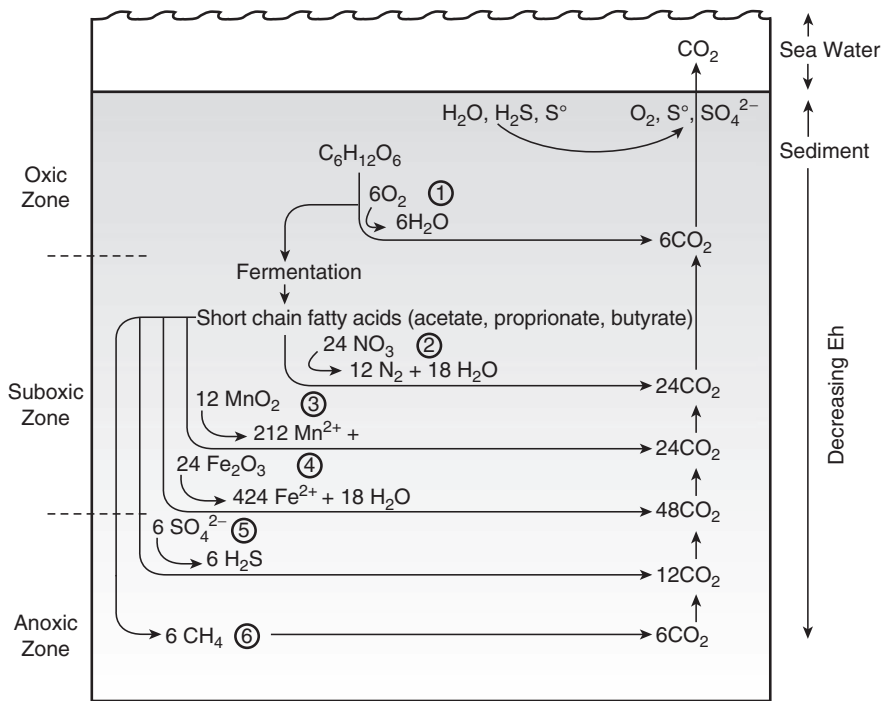 CO₂
Sea Water
H₂O, H₂S, S° O₂, S°, SO₄²⁻
Sediment
C₆H₁₂O₆
Oxic
Zone
6O₂ ①
6H₂O
6CO₂
Fermentation
Short chain fatty acids (acetate, proprionate, butyrate)
24 NO₃ ②
12 N₂ + 18 H₂O
24CO₂
Suboxic
Zone
12 MnO₂ ③
212 Mn²⁺ +
24CO₂
24 Fe₂O₃ ④
424 Fe²⁺ + 18 H₂O
48CO₂
6 SO₄²⁻ ⑤
6 H₂S
12CO₂
Anoxic
Zone
6 CH₄ ⑥
6CO₂
Decreasing Eh